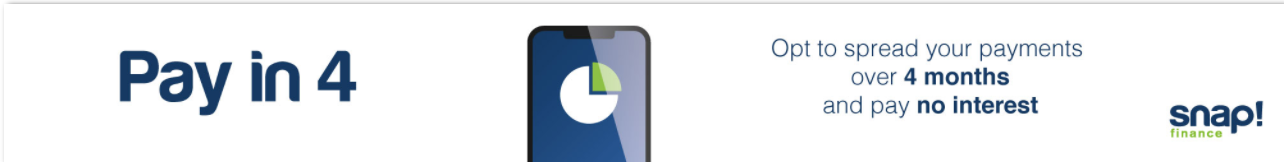 Pay in 4
Opt to spread your payments
over 4 months
and pay no interest
snap!
finance